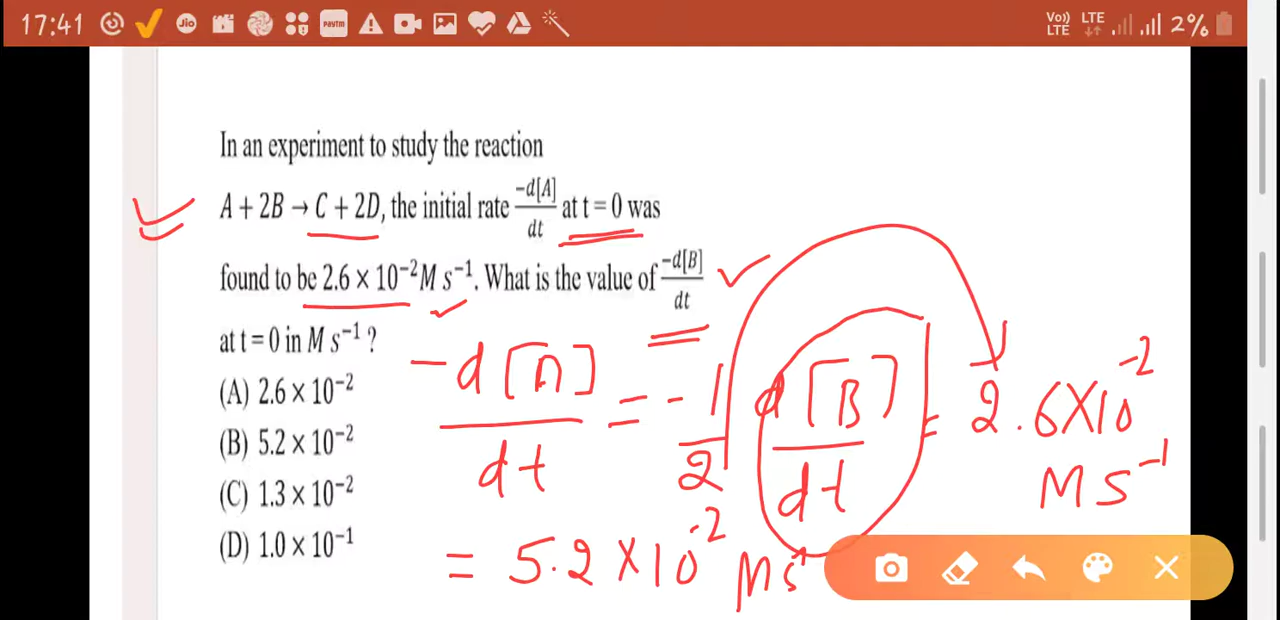 17:41 Jio paytm Vo)) LTE LTE 2%
In an experiment to study the reaction
A + 2B → C + 2D, the initial rate -d[A]/dt at t = 0 was
found to be 2.6 × 10⁻² M s⁻¹. What is the value of -d[B]/dt
at t = 0 in M s⁻¹ ?
(A) 2.6 × 10⁻²
(B) 5.2 × 10⁻²
(C) 1.3 × 10⁻²
(D) 1.0 × 10⁻¹
-d[A]/dt = -1/2 d[B]/dt = 2.6×10⁻²
MS⁻¹
= 5.2×10⁻² Ms